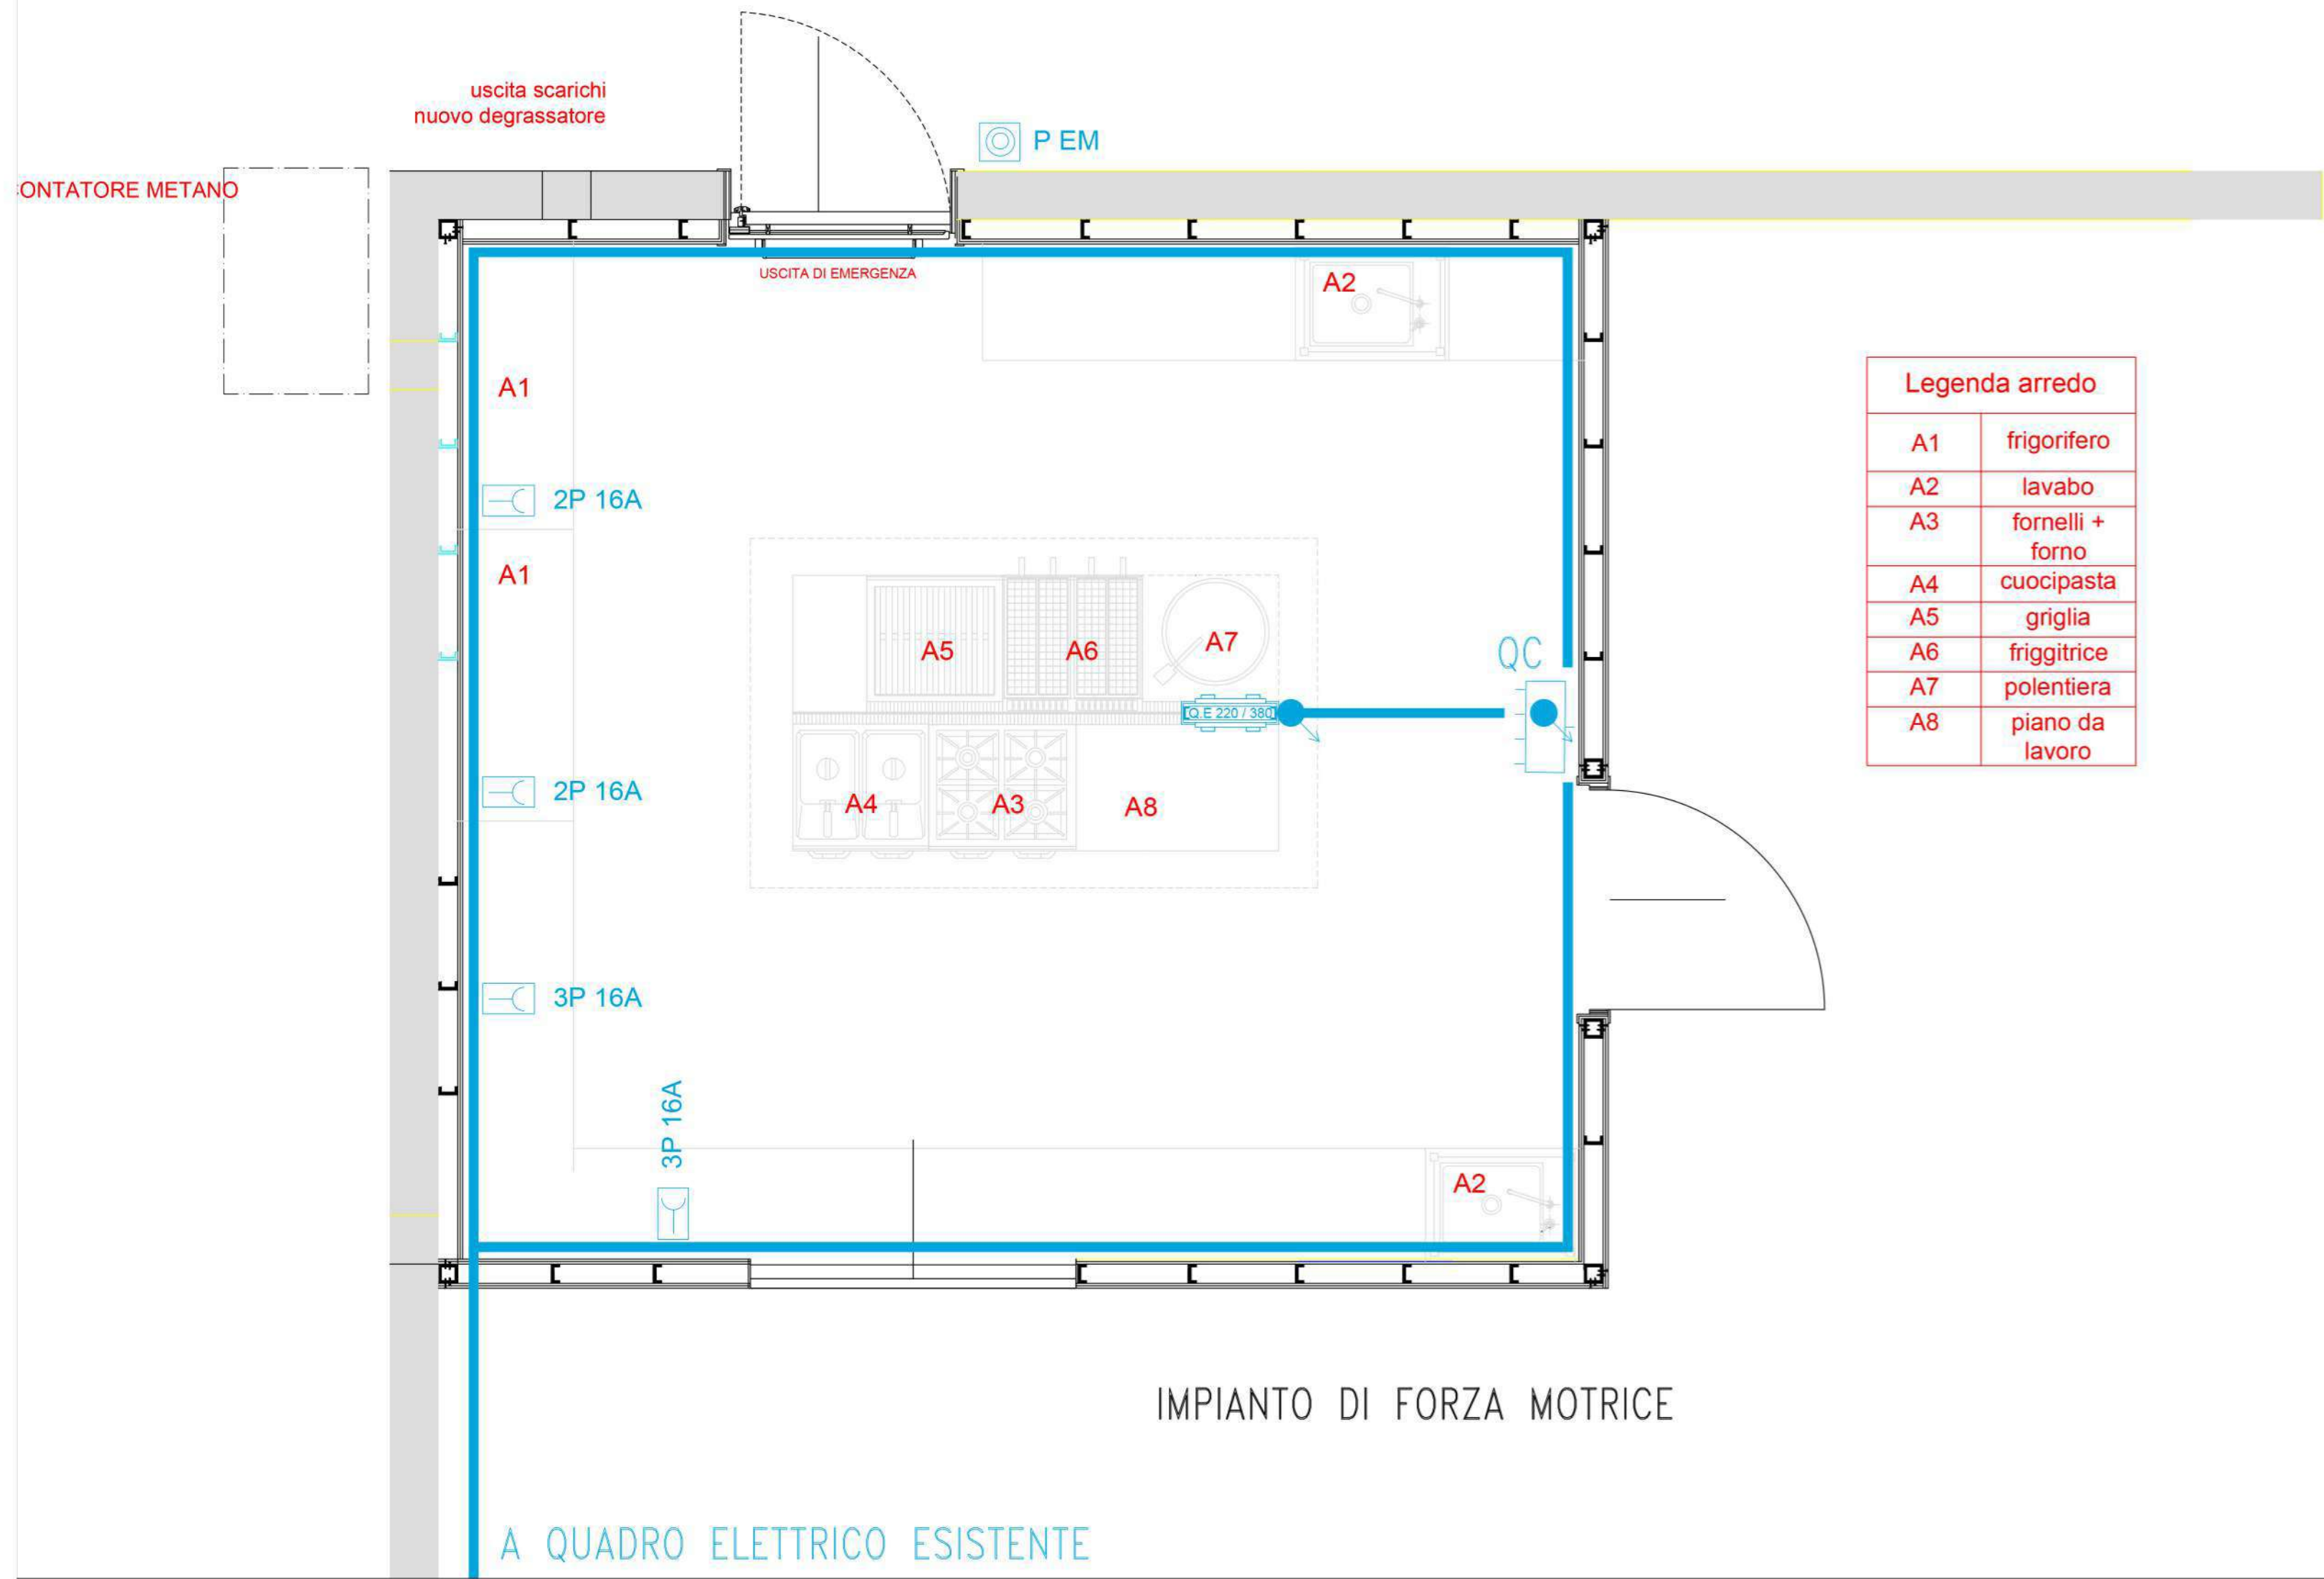 uscita scarichi
nuovo degrassatore
P EM
ONTATORE METANO
USCITA DI EMERGENZA
A2
A1
2P 16A
A1
A5
A6
A7
QC
Q.E 220 / 380
2P 16A
A4
A3
A8
3P 16A
3P 16A
A2
Legenda arredo
A1 frigorifero
A2 lavabo
A3 fornelli +
forno
A4 cuocipasta
A5 griglia
A6 friggitrice
A7 polentiera
A8 piano da
lavoro
IMPIANTO DI FORZA MOTRICE
A QUADRO ELETTRICO ESISTENTE